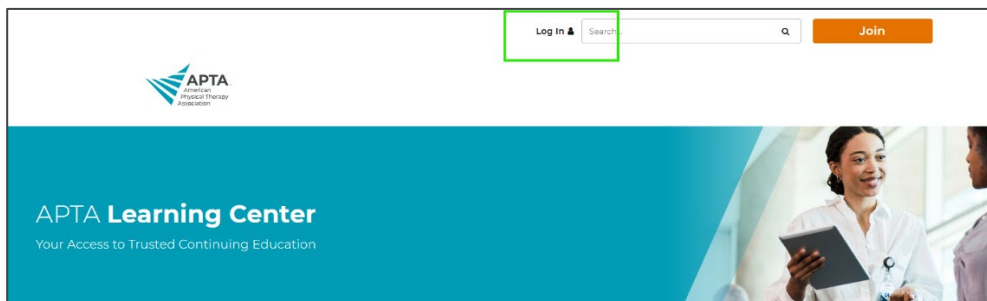 Log In
Search...
Join
APTA
American
Physical Therapy
Association
APTA Learning Center
Your Access to Trusted Continuing Education